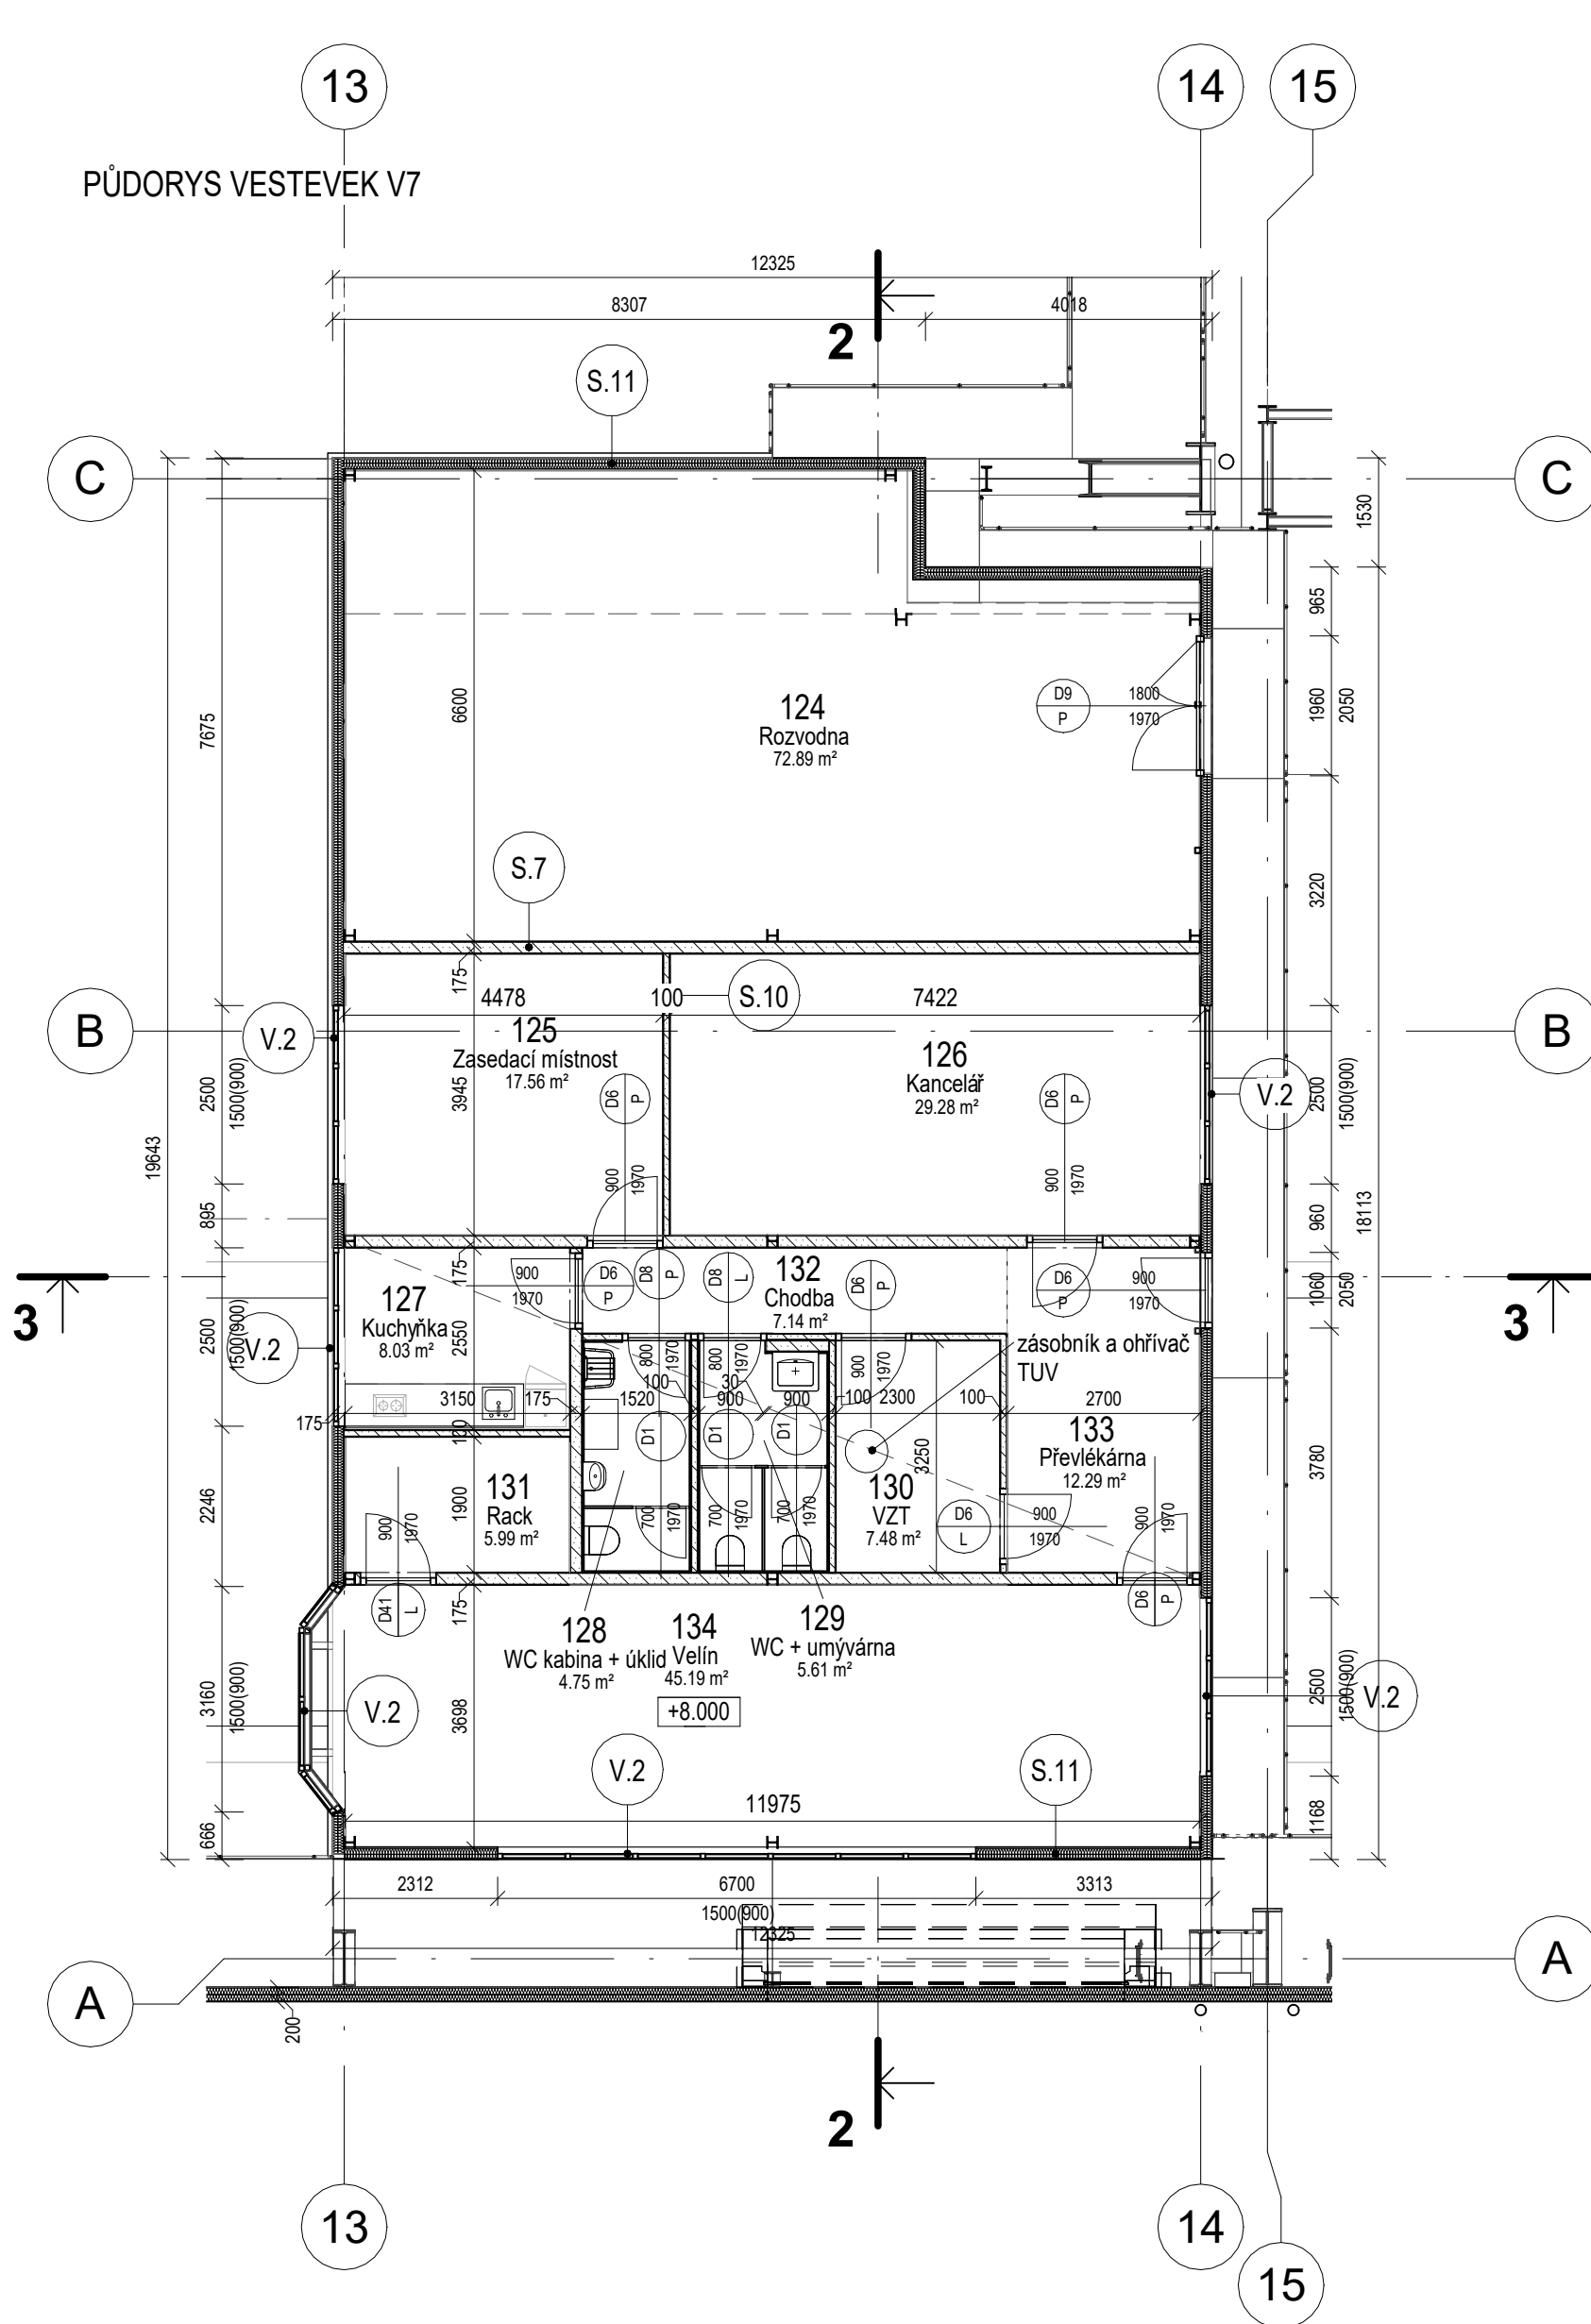 13
14
15
PŮDORYS VESTEVEK V7
12325
8307
4018
2
S.11
C
C
1530
965
124
Rozvodna
72.89 m²
D9
P
1800
1970
1960
2050
7675
6600
S.7
3220
175
4478
100
S.10
7422
B
B
V.2
125
Zasedací místnost
17.56 m²
126
Kancelář
29.28 m²
V.2
2500
1500(900)
3945
D6
P
D6
P
2500
1500(900)
19643
900
1970
900
1970
18113
895
960
175
900
1970
D6
P
D8
P
D8
L
132
Chodba
7.14 m²
D6
P
D6
P
900
1970
1060
2050
3
3
127
Kuchyňka
8.03 m²
2550
2500
1500(900)
V.2
zásobník a ohřívač
TUV
800
1970
800
1970
900
1970
175
3150
175
1520
100
900
30
900
100
2300
100
2700
100
D1
D1
D1
3250
133
Převlékárna
12.29 m²
3780
131
Rack
5.99 m²
1900
2246
130
VZT
7.48 m²
D6
L
900
1970
900
1970
700
1970
700
1970
700
1970
900
1970
D41
L
D6
P
175
128
WC kabina + úklid
4.75 m²
134
Velín
45.19 m²
129
WC + umývárna
5.61 m²
+8.000
3160
1500(900)
V.2
3698
2500
1500(900)
V.2
V.2
S.11
11975
666
1168
2312
6700
1500(900)
3313
12325
A
A
200
2
13
14
15